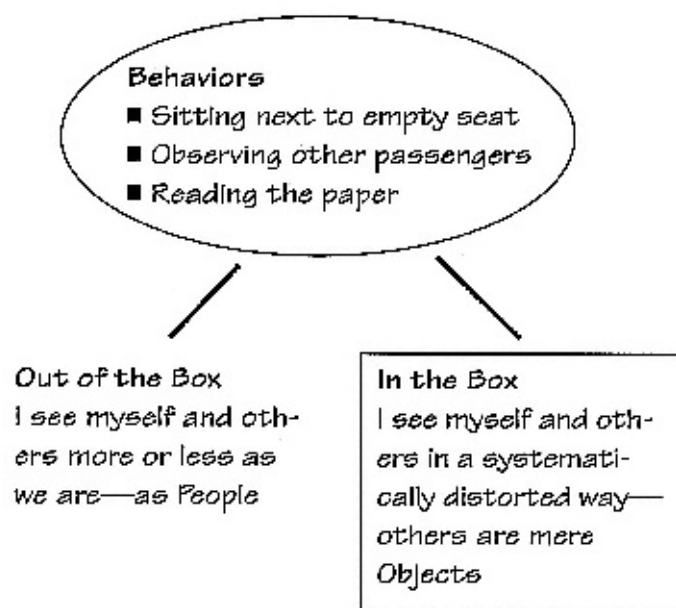 Behaviors
■ Sitting next to empty seat
■ Observing other passengers
■ Reading the paper
Out of the Box
I see myself and oth-
ers more or less as
we are—as People
In the Box
I see myself and oth-
ers in a systemati-
cally distorted way—
others are mere
Objects